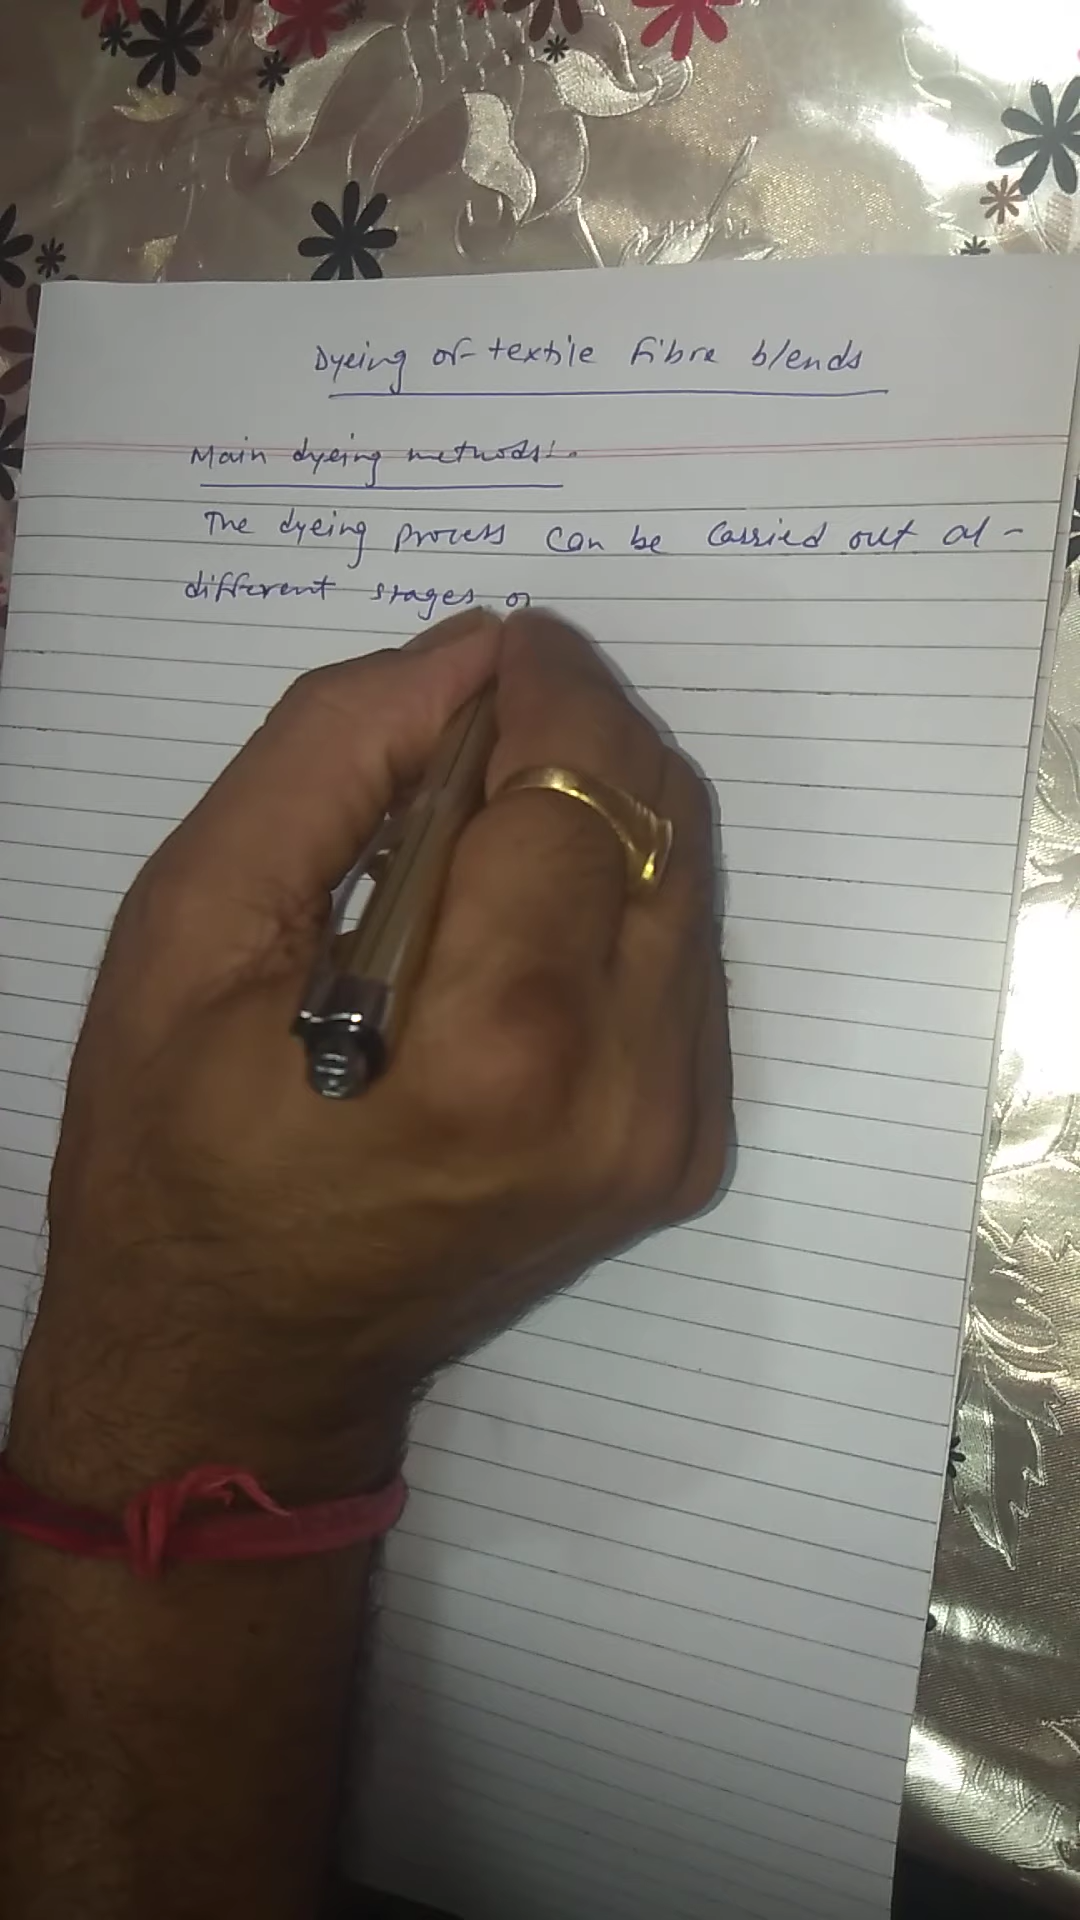 Dyeing of textile fibre blends
Main dyeing methods:-
The dyeing process can be carried out at
different stages